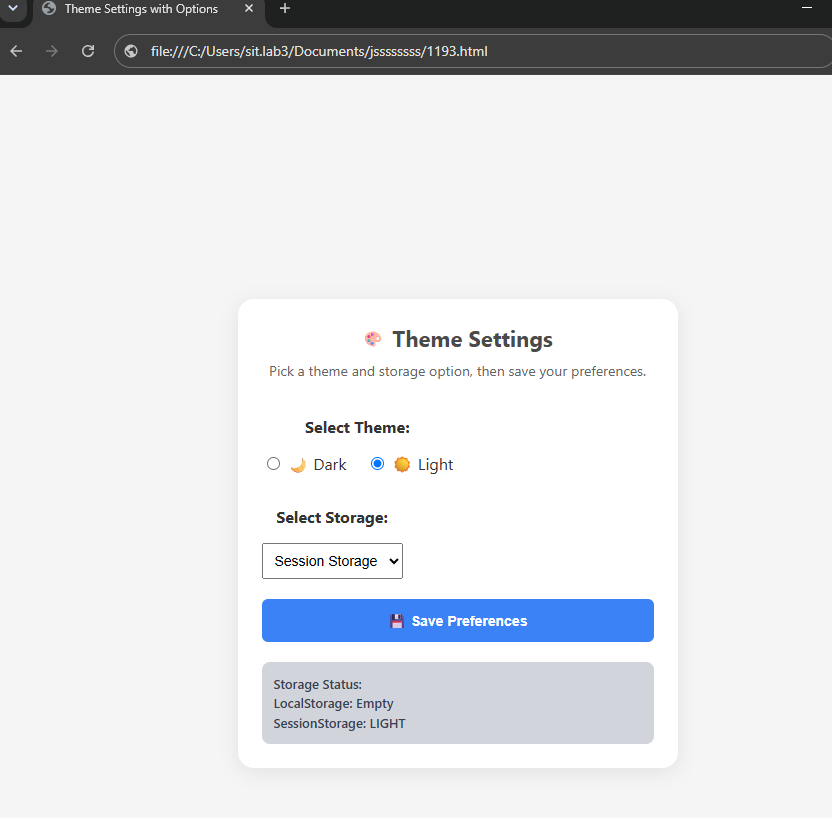 Theme Settings with Options
file:///C:/Users/sit.lab3/Documents/jssssssss/1193.html
🎨 Theme Settings
Pick a theme and storage option, then save your preferences.
Select Theme:
🌙 Dark 🌞 Light
Select Storage:
Session Storage
💾 Save Preferences
Storage Status:
LocalStorage: Empty
SessionStorage: LIGHT